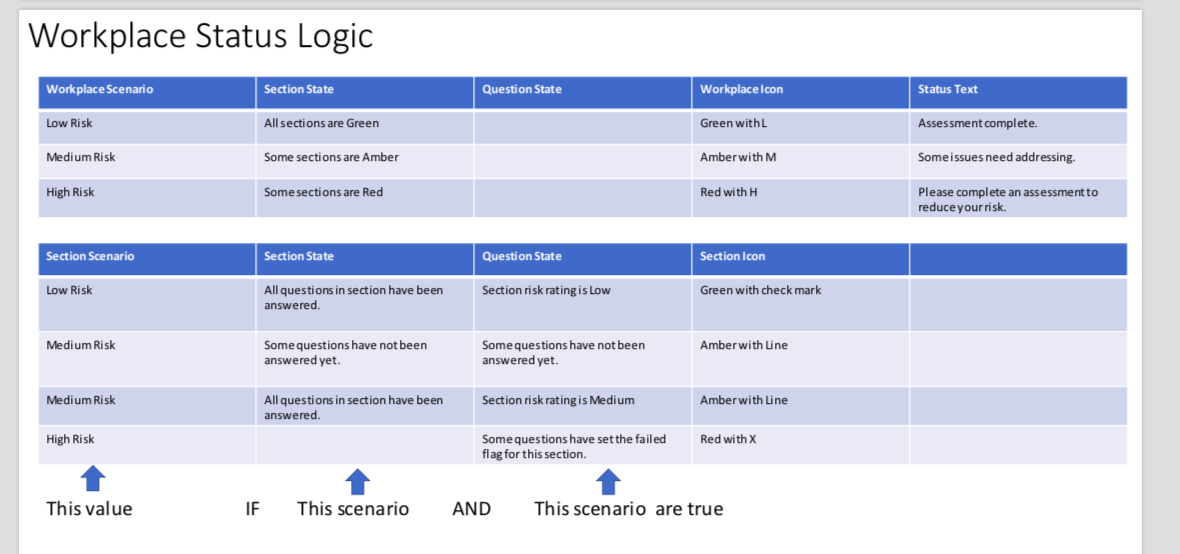 Workplace Status Logic
Workplace Scenario Section State Question State Workplace Icon Status Text
Low Risk All sections are Green Green with L Assessment complete.
Medium Risk Some sections are Amber Amber with M Some issues need addressing.
High Risk Some sections are Red Red with H Please complete an assessment to
reduce your risk.
Section Scenario Section State Question State Section Icon
Low Risk All questions in section have been Section risk rating is Low Green with check mark
answered.
Medium Risk Some questions have not been Some questions have not been Amber with Line
answered yet. answered yet.
Medium Risk All questions in section have been Section risk rating is Medium Amber with Line
answered.
High Risk Some questions have set the failed Red with X
flag for this section.
This value IF This scenario AND This scenario are true